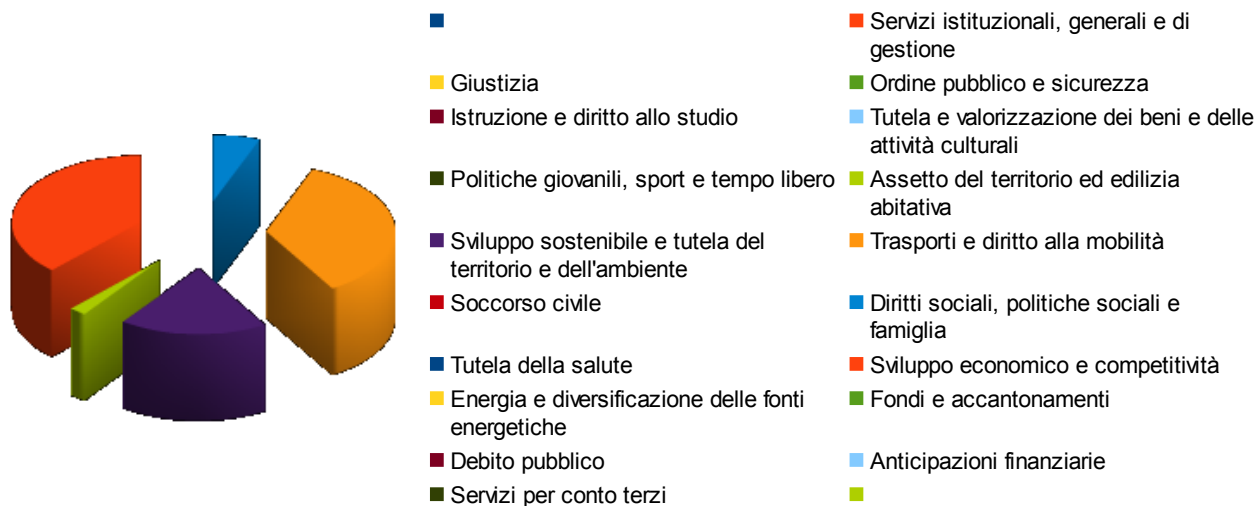 Servizi istituzionali, generali e di
gestione
Giustizia
Ordine pubblico e sicurezza
Istruzione e diritto allo studio
Tutela e valorizzazione dei beni e delle
attività culturali
Politiche giovanili, sport e tempo libero
Assetto del territorio ed edilizia
abitativa
Sviluppo sostenibile e tutela del
territorio e dell'ambiente
Trasporti e diritto alla mobilità
Soccorso civile
Diritti sociali, politiche sociali e
famiglia
Tutela della salute
Sviluppo economico e competitività
Energia e diversificazione delle fonti
energetiche
Fondi e accantonamenti
Debito pubblico
Anticipazioni finanziarie
Servizi per conto terzi